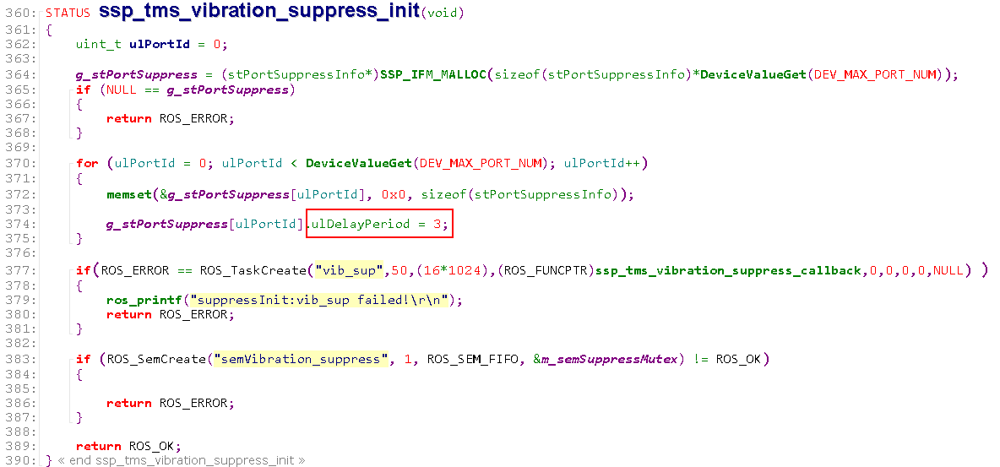 360: STATUS ssp_tms_vibration_suppress_init(void)
361: {
362:     uint_t ulPortId = 0;
363:
364:     g_stPortSuppress = (stPortSuppressInfo*)SSP_IFM_MALLOC(sizeof(stPortSuppressInfo)*DeviceValueGet(DEV_MAX_PORT_NUM));
365:     if (NULL == g_stPortSuppress)
366:     {
367:         return ROS_ERROR;
368:     }
369:
370:     for (ulPortId = 0; ulPortId < DeviceValueGet(DEV_MAX_PORT_NUM); ulPortId++)
371:     {
372:         memset(&g_stPortSuppress[ulPortId], 0x0, sizeof(stPortSuppressInfo));
373:
374:         g_stPortSuppress[ulPortId].ulDelayPeriod = 3;
375:     }
376:
377:     if(ROS_ERROR == ROS_TaskCreate("vib_sup",50,(16*1024),(ROS_FUNCPTR)ssp_tms_vibration_suppress_callback,0,0,0,0,NULL) )
378:     {
379:         ros_printf("suppressInit:vib_sup failed!\r\n");
380:         return ROS_ERROR;
381:     }
382:
383:     if (ROS_SemCreate("semVibration_suppress", 1, ROS_SEM_FIFO, &m_semSuppressMutex) != ROS_OK)
384:     {
385:
386:         return ROS_ERROR;
387:     }
388:
389:     return ROS_OK;
390: } « end ssp_tms_vibration_suppress_init »